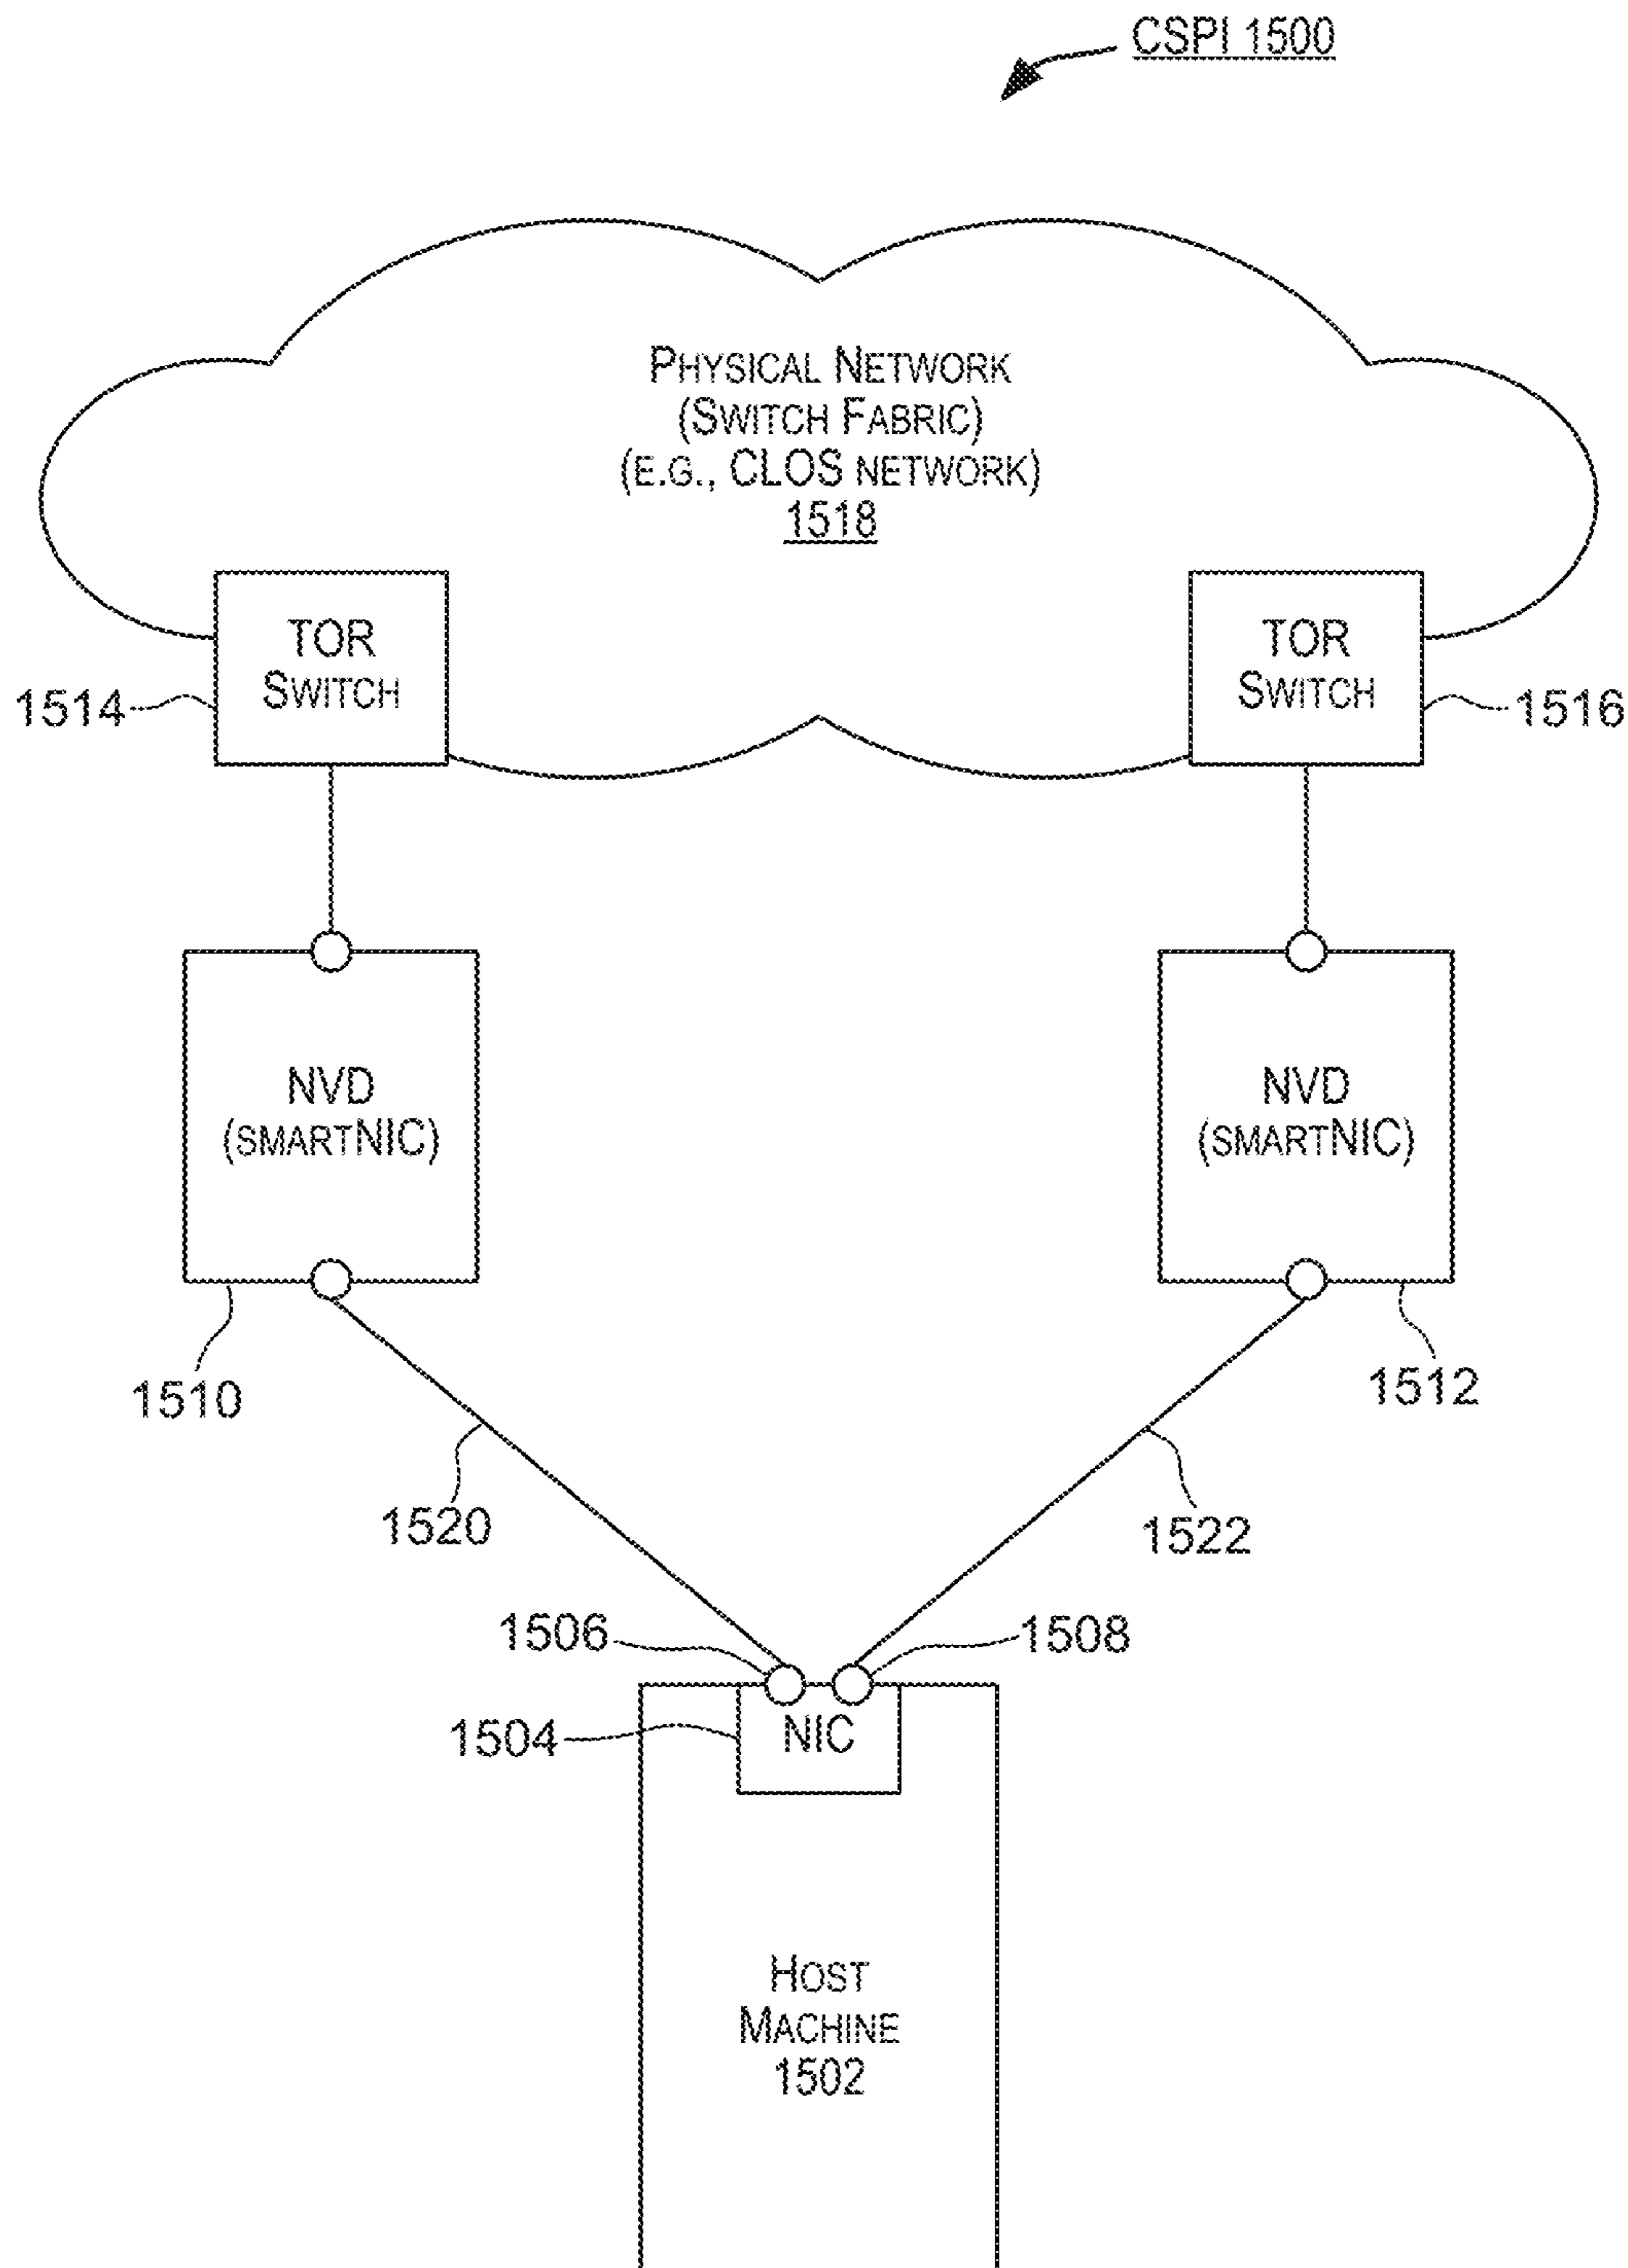 CSPI 1500
PHYSICAL NETWORK
(SWITCH FABRIC)
(E.G., CLOS NETWORK)
1518
TOR
SWITCH
1514
TOR
SWITCH
1516
NVD
(SMARTNIC)
NVD
(SMARTNIC)
1510
1512
1520
1522
1506
1508
1504
NIC
HOST
MACHINE
1502